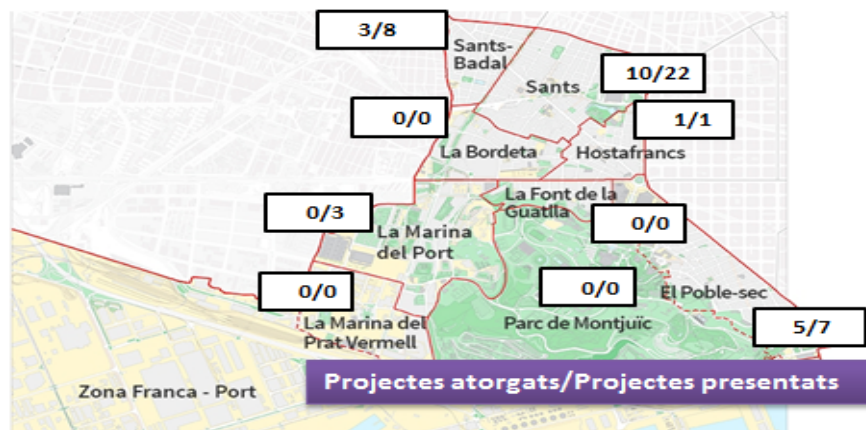 3/8
Sants-
Badal
Sants
10/22
0/0
1/1
La Bordeta
Hostafrancs
La Font de la
Guatlla
0/3
0/0
La Marina
del Port
0/0
0/0
El Poble-sec
La Marina del
Prat Vermell
Parc de Montjuïc
5/7
Projectes atorgats/Projectes presentats
Zona Franca - Port